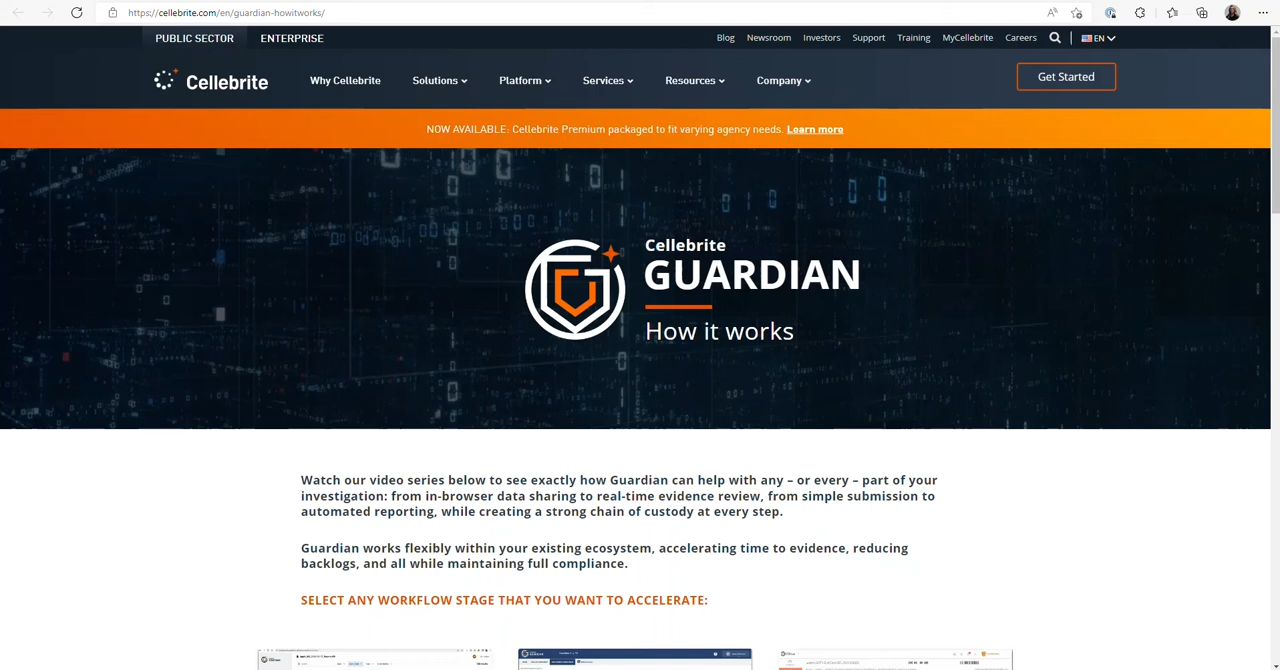 https://cellebrite.com/en/guardian-howitworks/
PUBLIC SECTOR ENTERPRISE Blog Newsroom Investors Support Training MyCellebrite Careers EN
Cellebrite Why Cellebrite Solutions Platform Services Resources Company Get Started
NOW AVAILABLE: Cellebrite Premium packaged to fit varying agency needs. Learn more
Cellebrite
GUARDIAN
How it works
Watch our video series below to see exactly how Guardian can help with any – or every – part of your
investigation: from in-browser data sharing to real-time evidence review, from simple submission to
automated reporting, while creating a strong chain of custody at every step.
Guardian works flexibly within your existing ecosystem, accelerating time to evidence, reducing
backlogs, and all while maintaining full compliance.
SELECT ANY WORKFLOW STAGE THAT YOU WANT TO ACCELERATE: